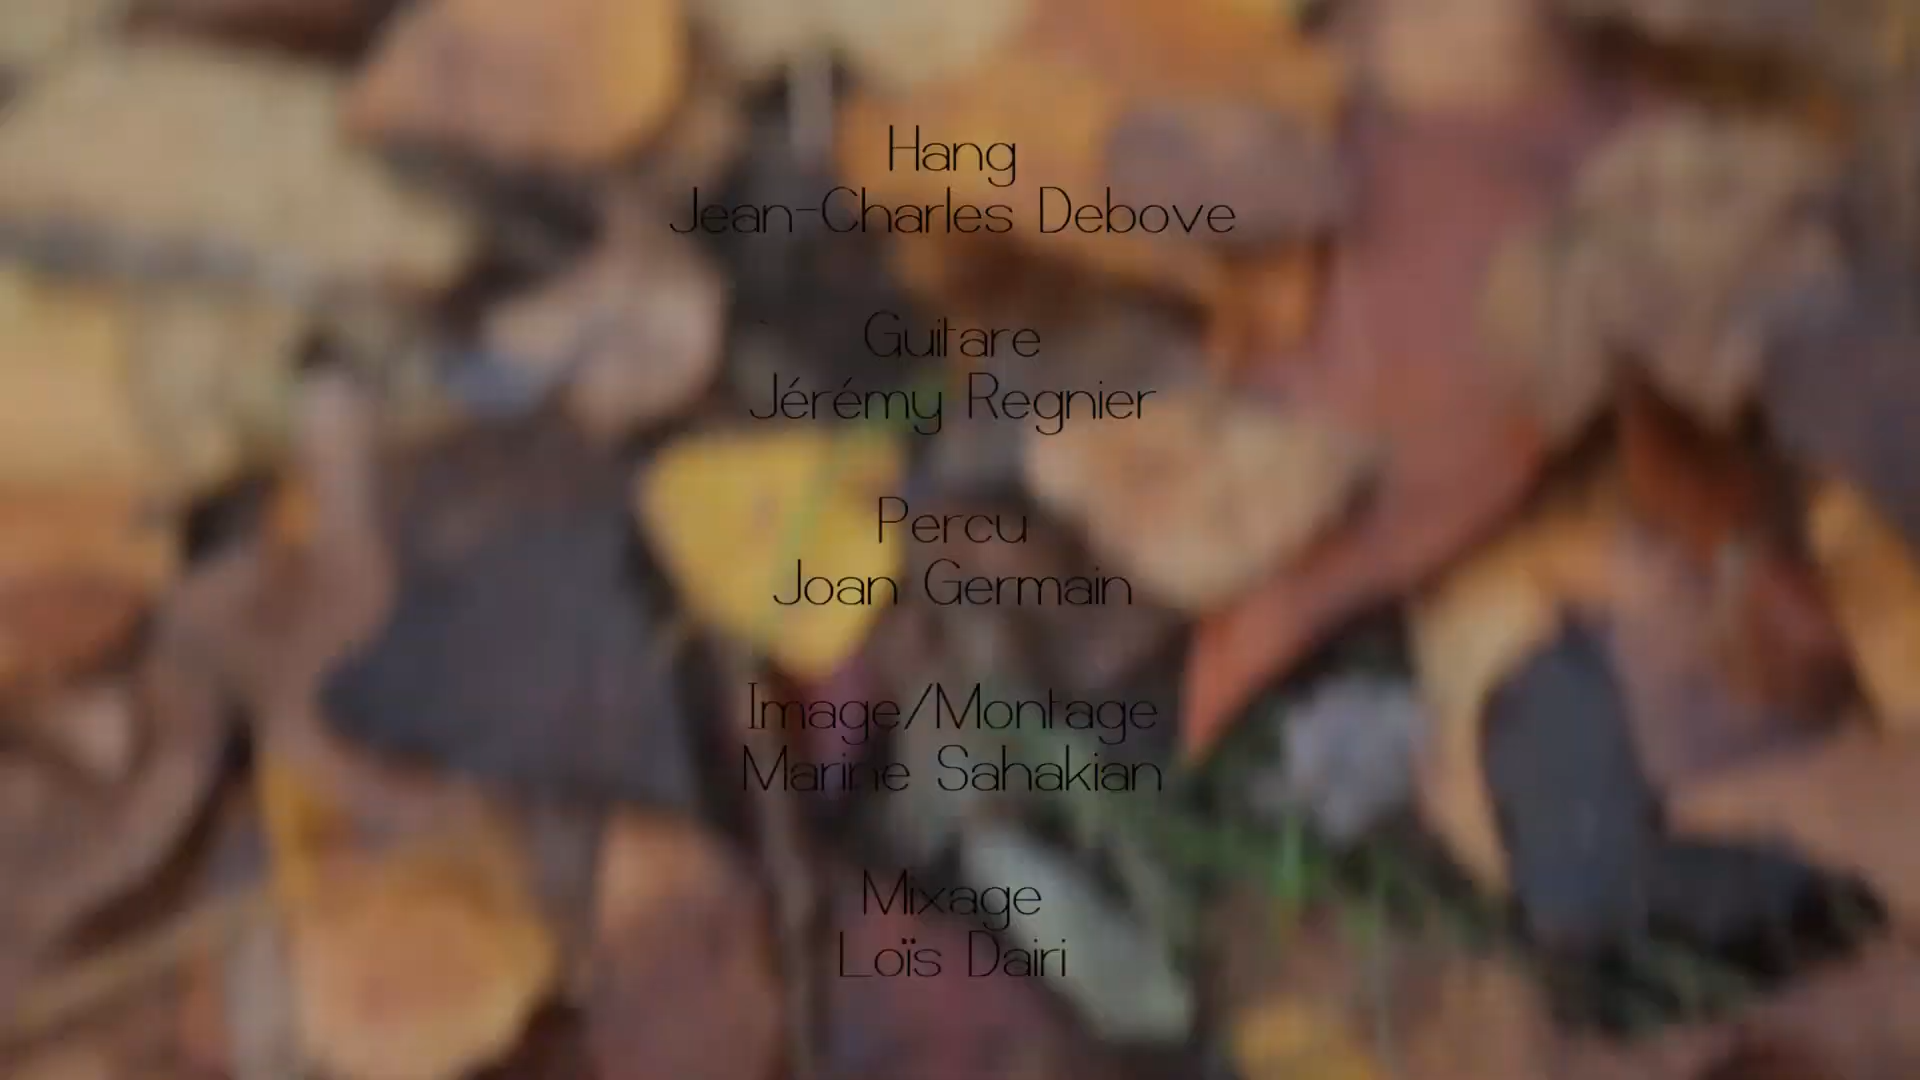 Hang
Jean-Charles Debove
Guitare
Jérémy Regnier
Percu
Joan Germain
Image/Montage
Marine Sahakian
Mixage
Loïs Dairi